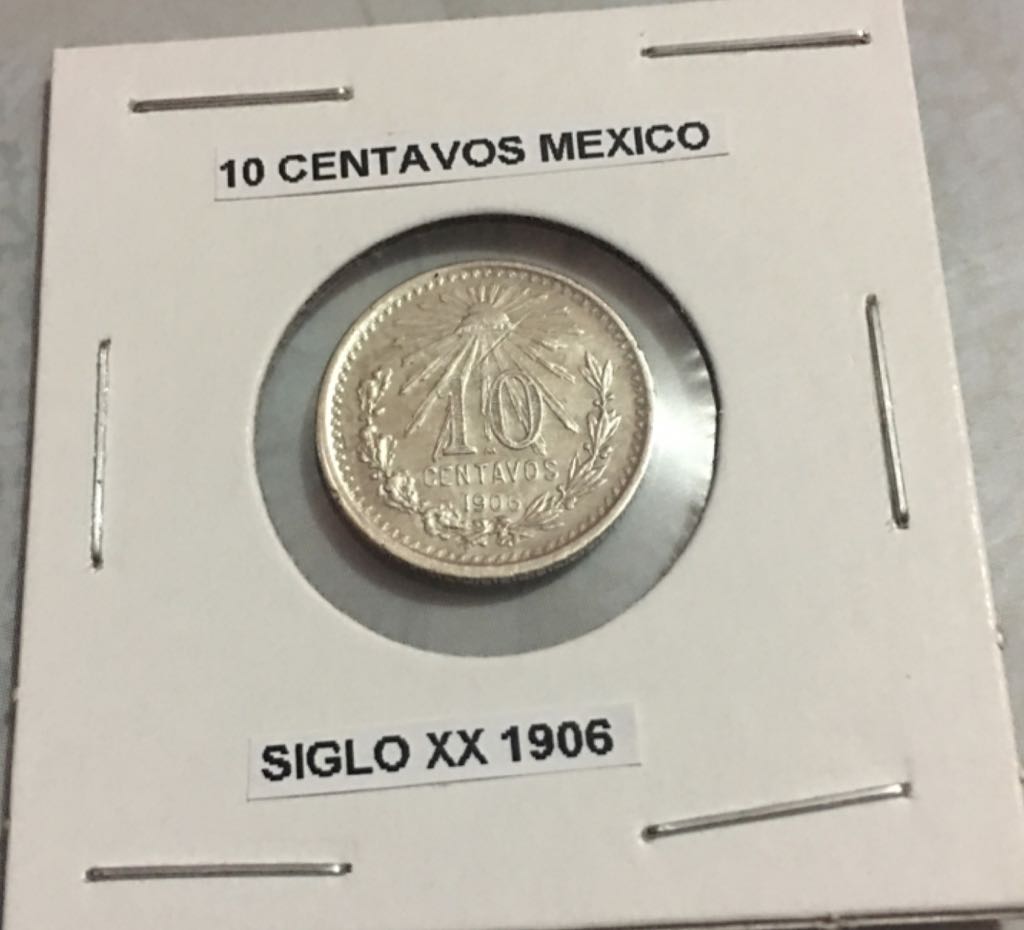 10 CENTAVOS MEXICO
10
CENTAVOS
1906
SIGLO XX 1906